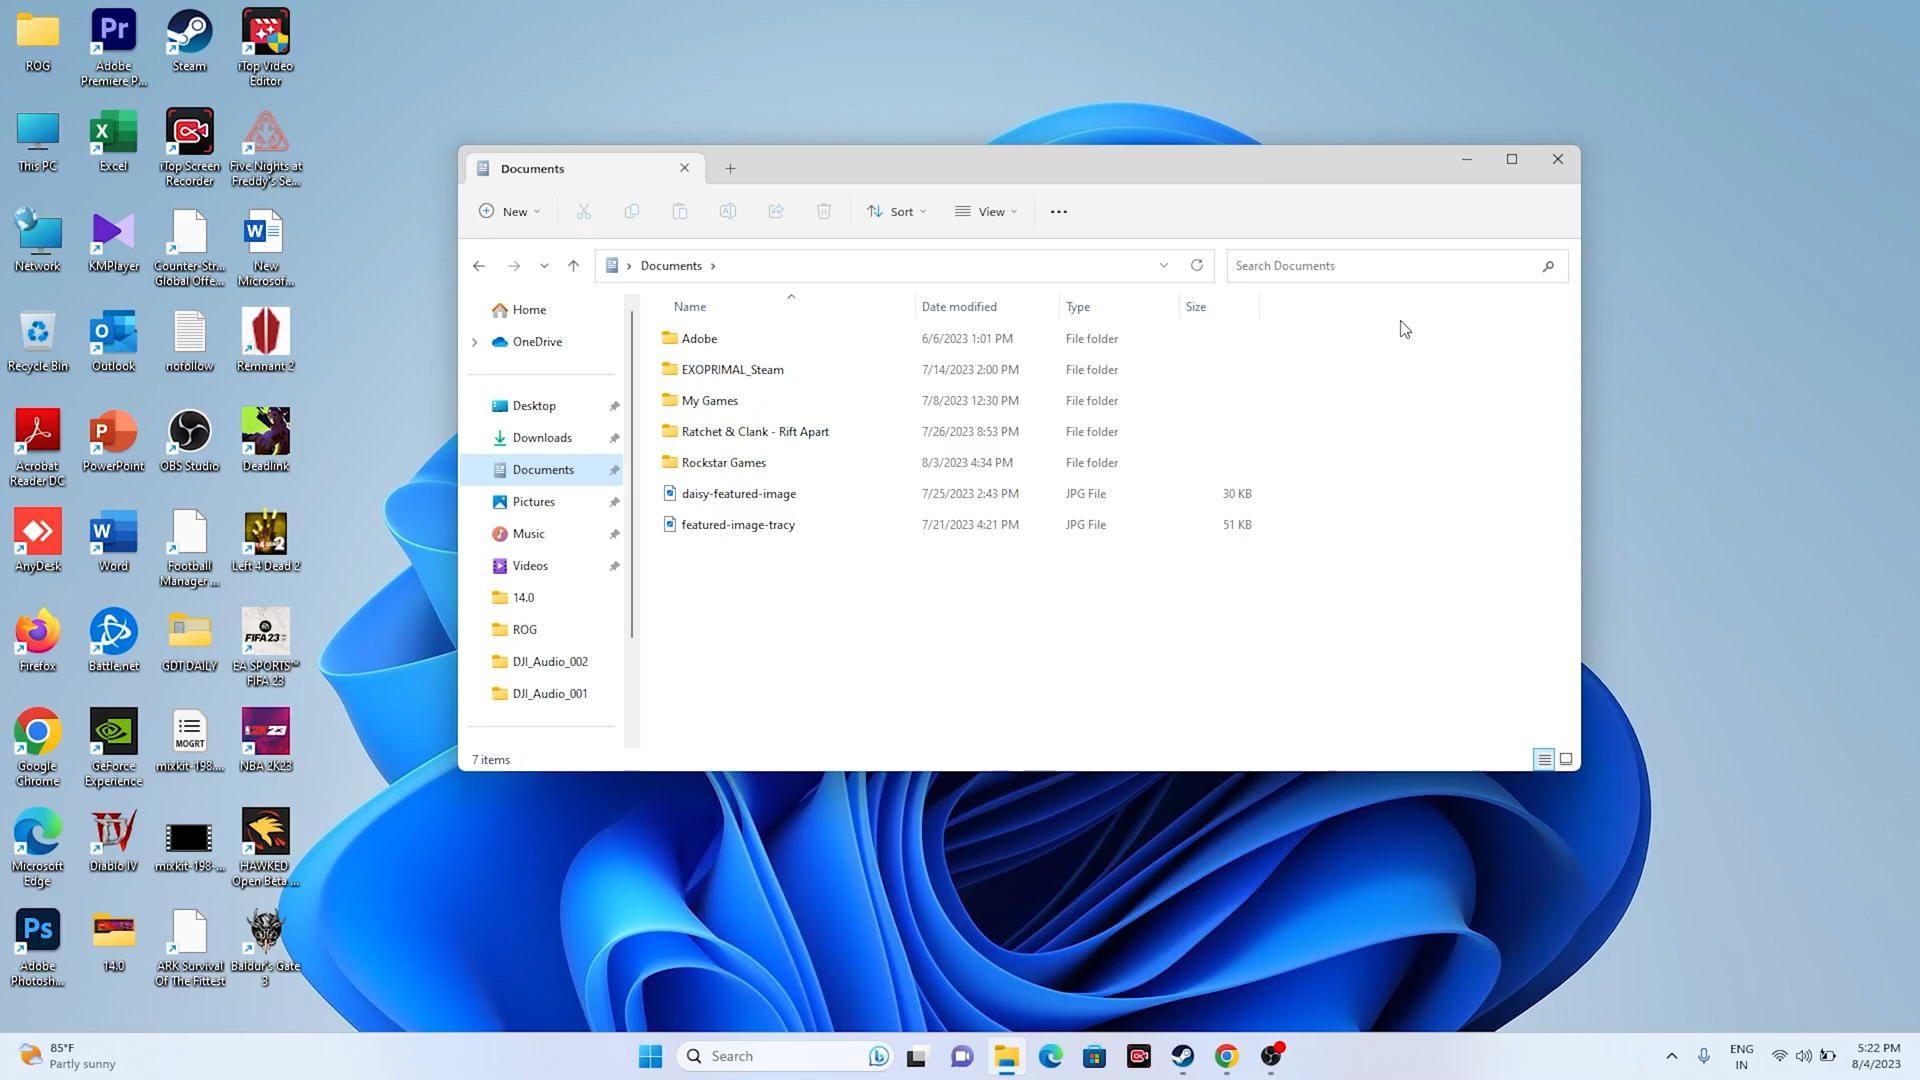 ROG
Adobe
Premiere P...
Steam
iTop Video
Editor
This PC
Excel
iTop Screen
Recorder
Five Nights at
Freddy's Se...
Network
KMPlayer
Counter-Str...
Global Offe...
New
Microsof...
Recycle Bin
Outlook
nofollow
Remnant 2
Acrobat
Reader DC
PowerPoint
OBS Studio
Deadlink
AnyDesk
Word
Football
Manager ...
Left 4 Dead 2
Firefox
Battle.net
GDT DAILY
EA SPORTS™
FIFA 23
Google
Chrome
GeForce
Experience
MOGRT
mixkit-198....
NBA 2K23
Microsoft
Edge
Diablo IV
mixkit-198-...
HAWKED
Open Beta ...
Adobe
Photosh...
14.0
ARK Survival
Of The Fittest
Baldur's Gate
3
Documents
New
Sort
View
Documents
Search Documents
Home
OneDrive
Desktop
Downloads
Documents
Pictures
Music
Videos
14.0
ROG
DJI_Audio_002
DJI_Audio_001
Name Date modified Type Size
Adobe 6/6/2023 1:01 PM File folder
EXOPRIMAL_Steam 7/14/2023 2:00 PM File folder
My Games 7/8/2023 12:30 PM File folder
Ratchet & Clank - Rift Apart 7/26/2023 8:53 PM File folder
Rockstar Games 8/3/2023 4:34 PM File folder
daisy-featured-image 7/25/2023 2:43 PM JPG File 30 KB
featured-image-tracy 7/21/2023 4:21 PM JPG File 51 KB
7 items
85°F
Partly sunny
Search
ENG
IN
5:22 PM
8/4/2023